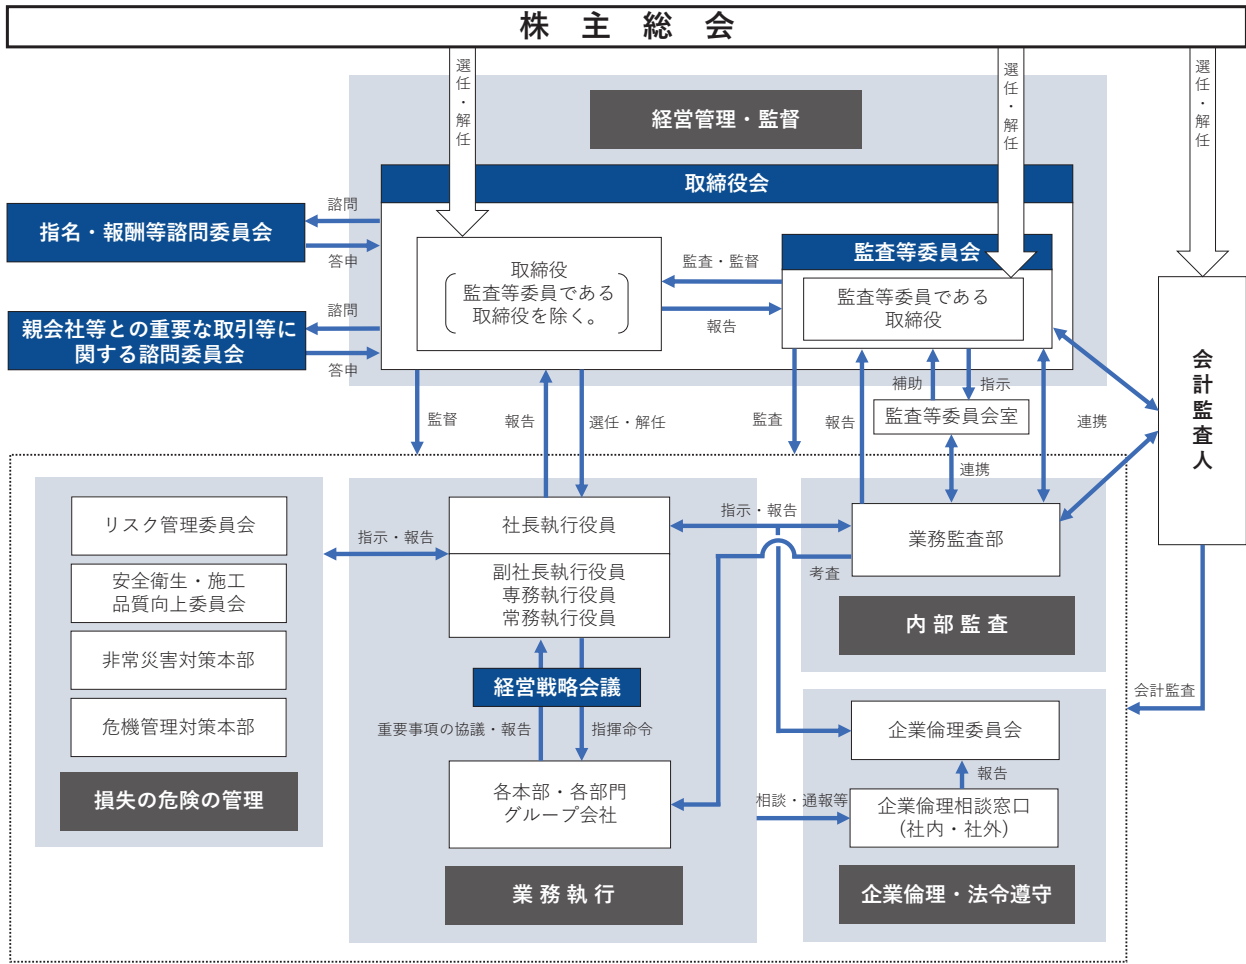 株主総会
選任・解任
選任・解任
選任・解任
経営管理・監督
取締役会
指名・報酬等諮問委員会
諮問
答申
親会社等との重要な取引等に
関する諮問委員会
諮問
答申
取締役
監査等委員である
取締役を除く。
監査・監督
報告
監査等委員会
監査等委員である
取締役
会計監査人
監督
報告
選任・解任
監査
報告
補助
指示
監査等委員会室
連携
連携
リスク管理委員会
安全衛生・施工
品質向上委員会
非常災害対策本部
危機管理対策本部
損失の危険の管理
指示・報告
社長執行役員
副社長執行役員
専務執行役員
常務執行役員
経営戦略会議
重要事項の協議・報告
指揮命令
各本部・各部門
グループ会社
業務執行
指示・報告
考査
業務監査部
内部監査
会計監査
企業倫理委員会
報告
相談・通報等
企業倫理相談窓口
(社内・社外)
企業倫理・法令遵守